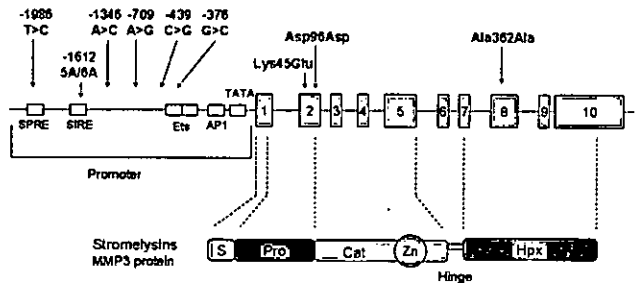 -1986 -1346 -709 -439 -376
T>C A>C A>G C>G G>C
-1612
5A/6A
Asp96Asp
Lys45Glu
Ala362Ala
TATA
SPRE SIRE Ets AP1
1 2 3 4 5 6 7 8 9 10
Promoter
Stromelysins
MMP3 protein
S Pro Cat Zn Hpx
Hinge